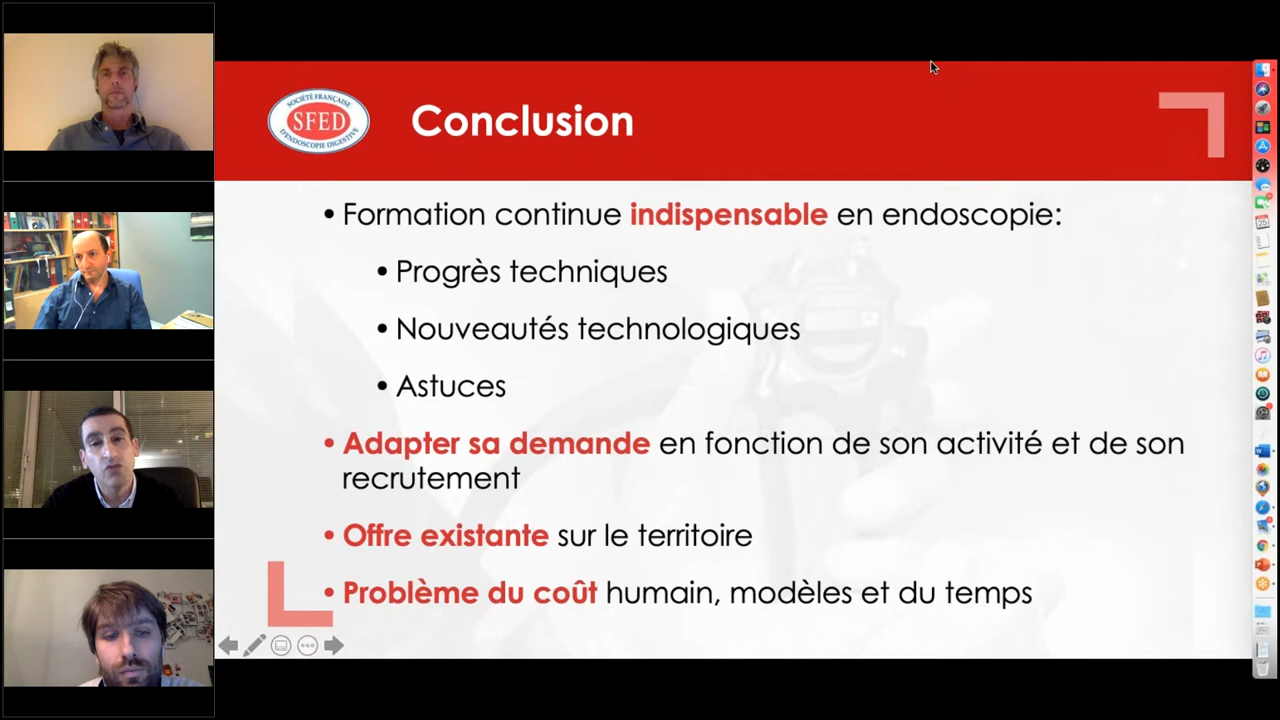 SOCIÉTÉ FRANÇAISE
SFED
D'ENDOSCOPIE DIGESTIVE
Conclusion
• Formation continue indispensable en endoscopie:
• Progrès techniques
• Nouveautés technologiques
• Astuces
• Adapter sa demande en fonction de son activité et de son
recrutement
• Offre existante sur le territoire
• Problème du coût humain, modèles et du temps